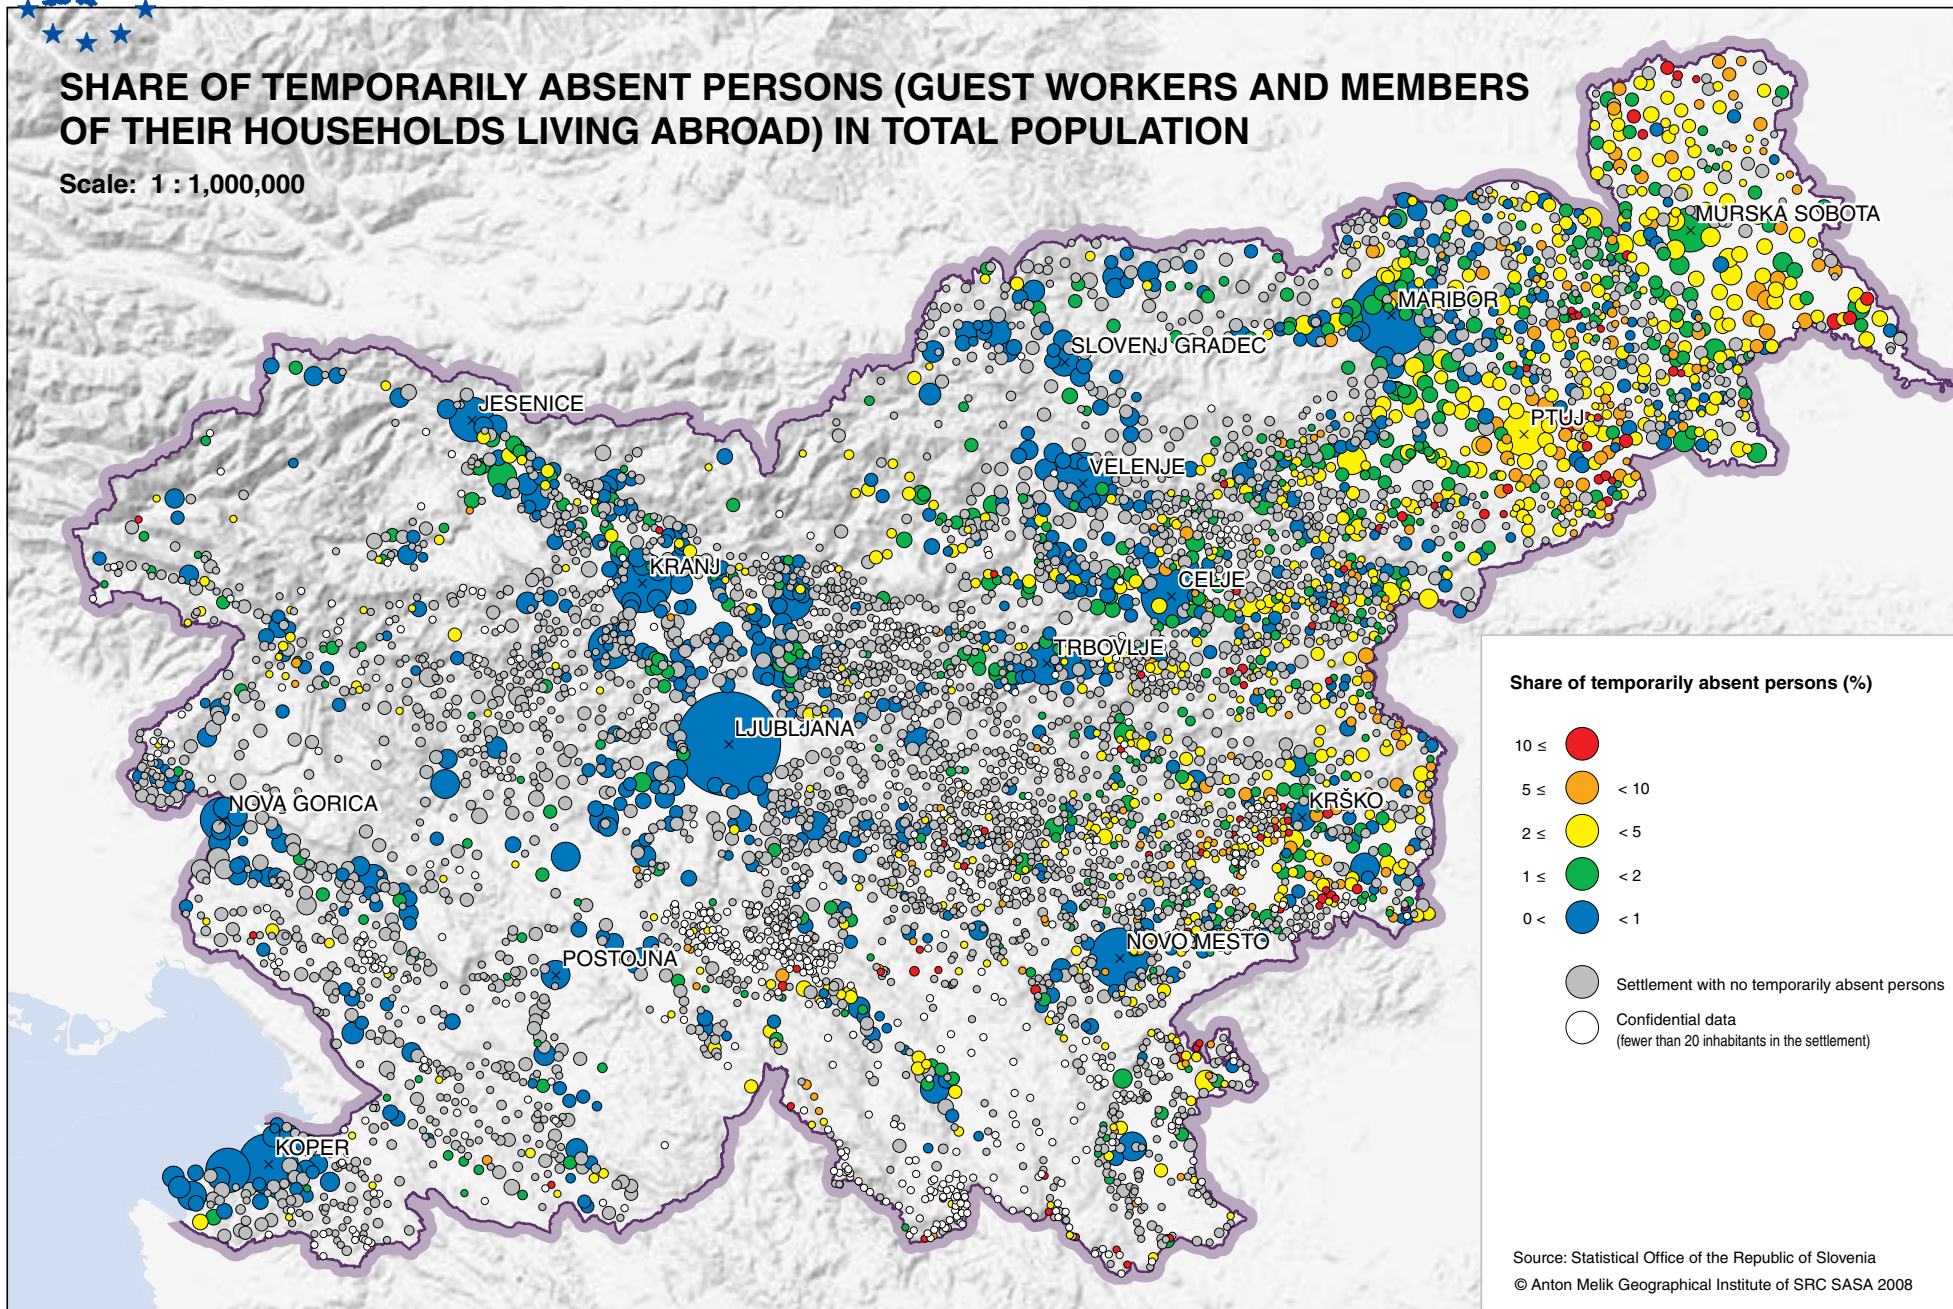 SHARE OF TEMPORARILY ABSENT PERSONS (GUEST WORKERS AND MEMBERS
OF THEIR HOUSEHOLDS LIVING ABROAD) IN TOTAL POPULATION
Scale: 1 : 1,000,000
MURSKA SOBOTA
MARIBOR
SLOVENJ GRADEC
JESENICE
PTUJ
VELENJE
KRANJ
CELJE
TRBOVLJE
LJUBLJANA
NOVA GORICA
KRŠKO
NOVO MESTO
POSTOJNA
KOPER
Share of temporarily absent persons (%)
10 ≤
5 ≤ < 10
2 ≤ < 5
1 ≤ < 2
0 < < 1
Settlement with no temporarily absent persons
Confidential data
(fewer than 20 inhabitants in the settlement)
Source: Statistical Office of the Republic of Slovenia
© Anton Melik Geographical Institute of SRC SASA 2008